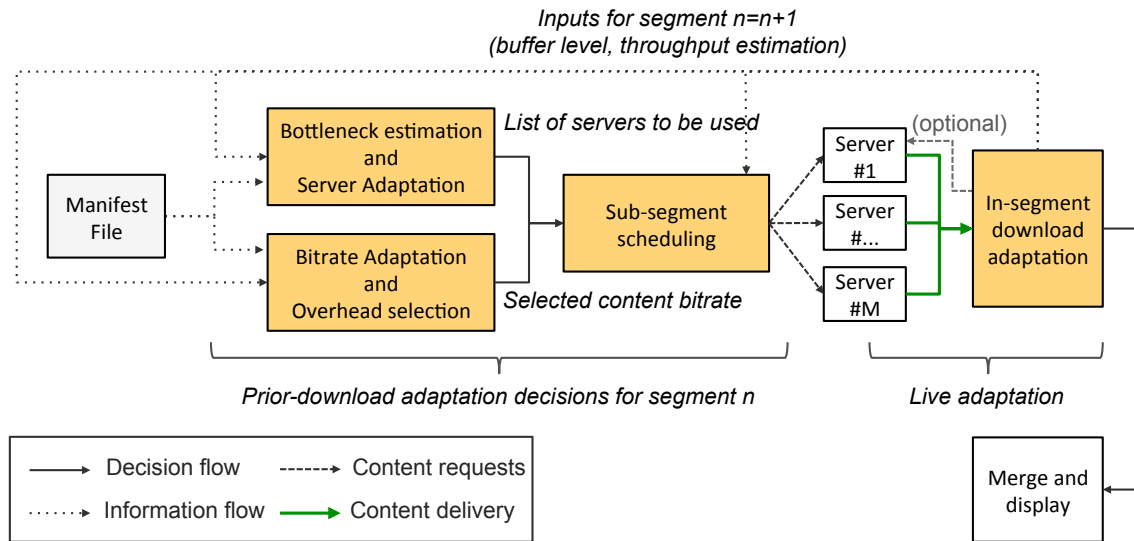 Inputs for segment n=n+1
(buffer level, throughput estimation)
Bottleneck estimation
and
Server Adaptation
List of servers to be used
(optional)
Server
#1
Manifest
File
Sub-segment
scheduling
Server
#...
In-segment
download
adaptation
Bitrate Adaptation
and
Overhead selection
Selected content bitrate
Server
#M
Prior-download adaptation decisions for segment n
Live adaptation
Decision flow
Content requests
Information flow
Content delivery
Merge and
display